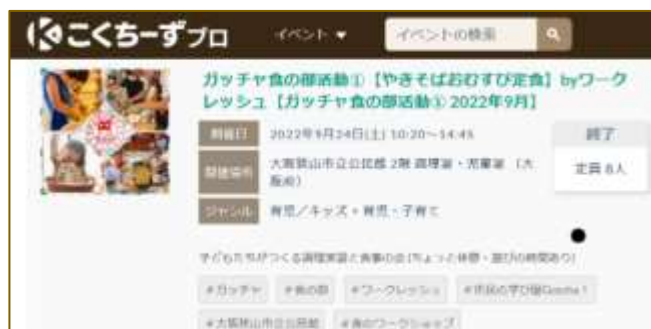 こくちーずプロ
イベント ▼
イベントの検索
ガッチャ食の部活動①【やきそばおむすび定食】byワーク
レッシュ【ガッチャ食の部活動① 2022年9月】
開催日 2022年9月24日(土) 10:20~14:45
終了
開催場所 大阪狭山市立公民館 2階 調理室・児童室 (大
阪府)
定員 8人
ジャンル 育児/キッズ » 育児・子育て
子どもたちがつくる調理実習と食事の会(ちょっと休憩・遊びの時間あり)
#ガッチャ #食の部 #ワークレッシュ #市民の学び場Gotcha!
#大阪狭山市立公民館 #食のワークショップ